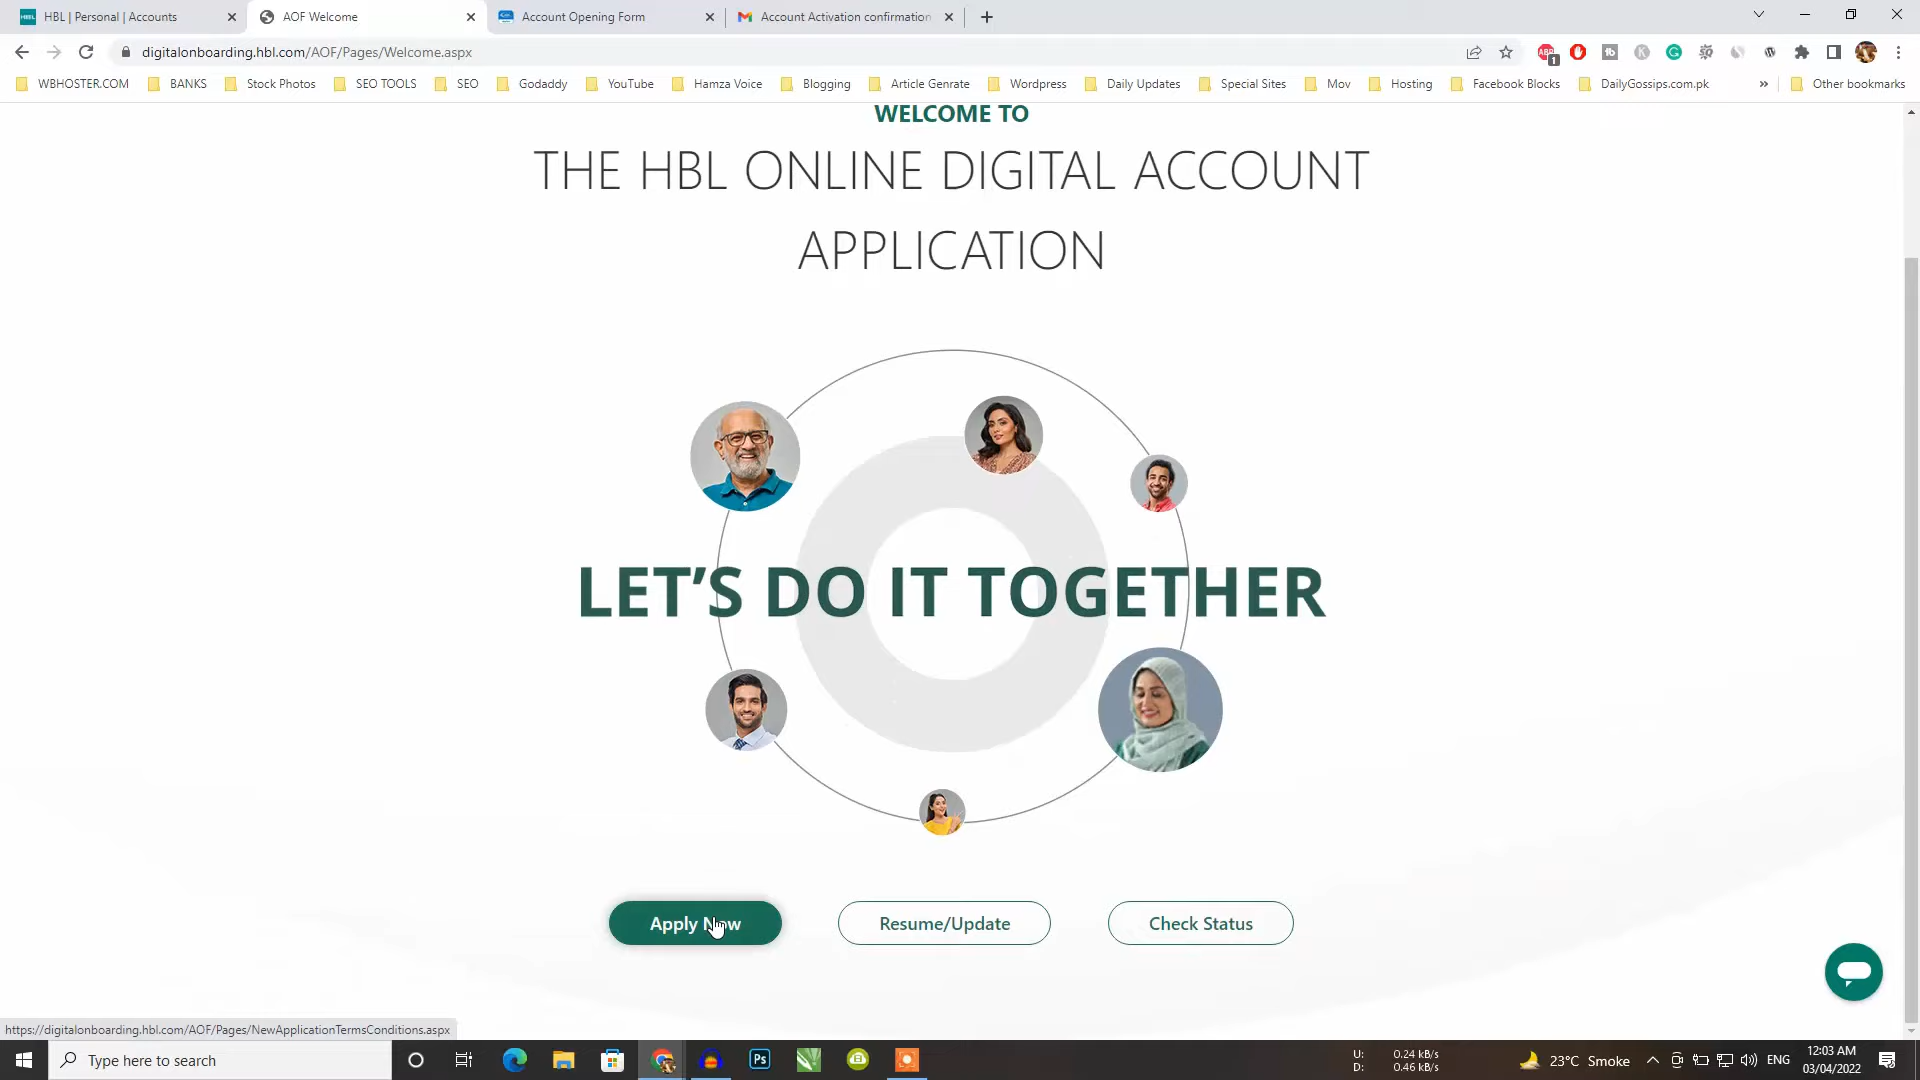 HBL | Personal | Accounts
AOF Welcome
Account Opening Form
Account Activation confirmation
digitalonboarding.hbl.com/AOF/Pages/Welcome.aspx
WBHOSTER.COM BANKS Stock Photos SEO TOOLS SEO Godaddy YouTube Hamza Voice Blogging Article Genrate Wordpress Daily Updates Special Sites Mov Hosting Facebook Blocks DailyGossips.com.pk » Other bookmarks
WELCOME TO
THE HBL ONLINE DIGITAL ACCOUNT
APPLICATION
LET'S DO IT TOGETHER
Apply Now Resume/Update Check Status
https://digitalonboarding.hbl.com/AOF/Pages/NewApplicationTermsConditions.aspx
Type here to search
Ps
U: 0.24 kB/s
D: 0.46 kB/s
23°C Smoke
ENG
12:03 AM
03/04/2022